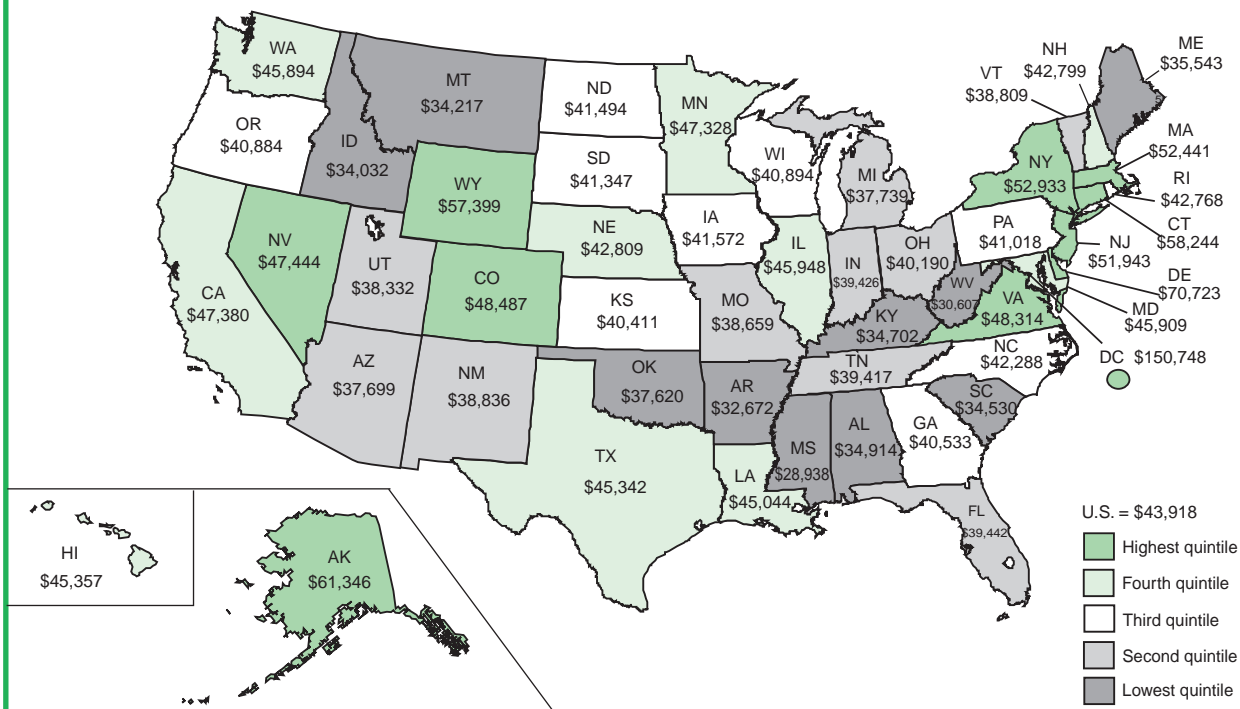 WA
$45,894
OR
$40,884
CA
$47,380
NV
$47,444
ID
$34,032
MT
$34,217
WY
$57,399
UT
$38,332
CO
$48,487
AZ
$37,699
NM
$38,836
ND
$41,494
SD
$41,347
NE
$42,809
KS
$40,411
OK
$37,620
TX
$45,342
MN
$47,328
IA
$41,572
MO
$38,659
AR
$32,672
LA
$45,044
WI
$40,894
IL
$45,948
MI
$37,739
IN
$39,426
OH
$40,190
KY
$34,702
TN
$39,417
MS
$28,938
AL
$34,914
GA
$40,533
FL
$39,442
SC
$34,530
NC
$42,288
VA
$48,314
WV
$30,607
PA
$41,018
NY
$52,933
VT
$38,809
NH
$42,799
ME
$35,543
MA
$52,441
RI
$42,768
CT
$58,244
NJ
$51,943
DE
$70,723
MD
$45,909
DC $150,748
HI
$45,357
AK
$61,346
U.S. = $43,918
Highest quintile
Fourth quintile
Third quintile
Second quintile
Lowest quintile